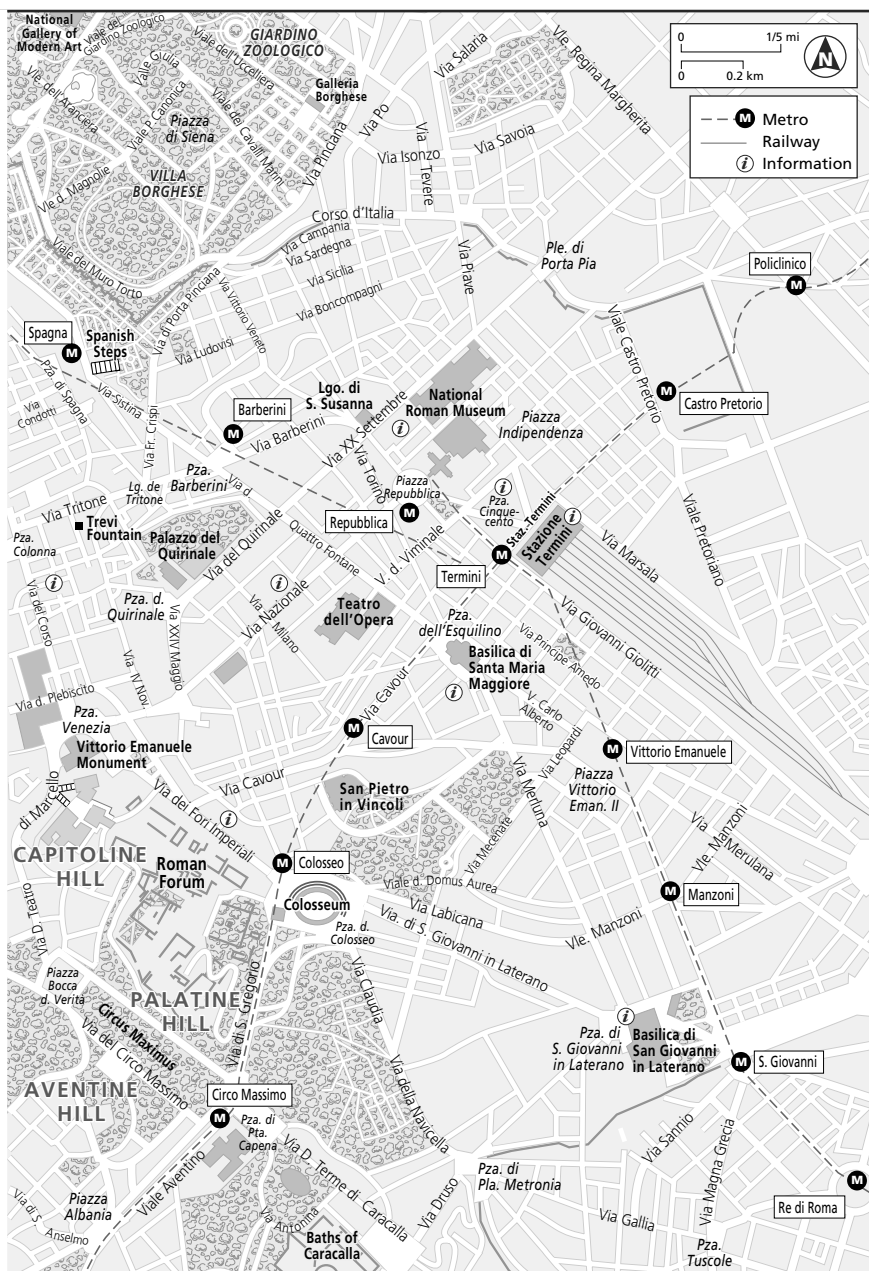 National
Gallery of
Modern Art
Viale del
Giardino Zoologico
GIARDINO
ZOOLOGICO
Viale dell'Uccelliera
Valle Giulia
Vle. dell'Aranciera
Viale P. Canonica
Piazza
di Siena
Viale dei Cavalli Marini
Galleria
Borghese
Via Pinciana
Via Po
Via Salaria
Vle. Regina Margherita
Via Savoia
Via Isonzo
Via
Tevere
VILLA
BORGHESE
Vle d. Magnolie
Corso d'Italia
Via Campania
Via Sardegna
Via Sicilia
Via Boncompagni
Via Piave
Ple. di
Porta Pia
Policlinico
0 1/5 mi
0 0.2 km
N
M Metro
Railway
i Information
Viale del Muro Torto
Via di Porta Pinciana
Via Vittorio Veneto
Via Ludovisi
Spagna
Spanish
Steps
Pza. di Spagna
Via Sistina
Via
Condotti
Via Fr. Crispi
Barberini
Lgo. di
S. Susanna
Via Barberini
Via XX Settembre
National
Roman Museum
Piazza
Indipendenza
Viale Castro Pretorio
Castro Pretorio
Via Torino
Piazza
Repubblica
Repubblica
Pza.
Cinque-
cento
Staz. Termini
Stazione
Termini
Termini
Via Marsala
Viale Pretoriano
Pza.
Barberini
Lg. de
Tritone
Via d.
Quattro Fontane
Via Tritone
Trevi
Fountain
Pza.
Colonna
Palazzo del
Quirinale
Via del Quirinale
V. d. Viminale
Pza. d.
Quirinale
Via del Corso
Via XXIV Maggio
Via Nazionale
Via
Milano
Teatro
dell'Opera
Pza.
dell'Esquilino
Via Principe Amedo
Via Giovanni Giolitti
Basilica di
Santa Maria
Maggiore
V. Carlo
Alberto
Via IV Nov.
Via d. Plebiscito
Pza.
Venezia
Vittorio Emanuele
Monument
Via Cavour
Cavour
Via Cavour
Vittorio Emanuele
Via Leopardi
Piazza
Vittorio
Eman. II
Via Merluna
Via Mecenate
San Pietro
in Vincoli
di Marcello
Via dei Fori Imperiali
CAPITOLINE
HILL
Roman
Forum
Colosseo
Colosseum
Pza. d.
Colosseo
Viale d. Domus Aurea
Via Labicana
Via. di S. Giovanni in Laterano
Vle. Manzoni
Vle. Manzoni
Via Merulana
Manzoni
Via D. Teatro
Piazza
Bocca
d. Verità
PALATINE
HILL
Circus Maximus
Via del Circo Massimo
Via di S. Gregorio
Via Claudia
Via della Navicella
AVENTINE
HILL
Circo Massimo
Pza. di
Pta.
Capena
Pza. di
S. Giovanni
in Laterano
Basilica di
San Giovanni
in Laterano
S. Giovanni
Via Sannio
Via Magna Grecia
Via D. Terme di Caracalla
Via Druso
Pza. di
Pla. Metronia
Via Gallia
Re di Roma
Pza.
Tuscole
Piazza
Albania
Viale Aventino
Via di S.
Anselmo
Via Antonina
Baths of
Caracalla